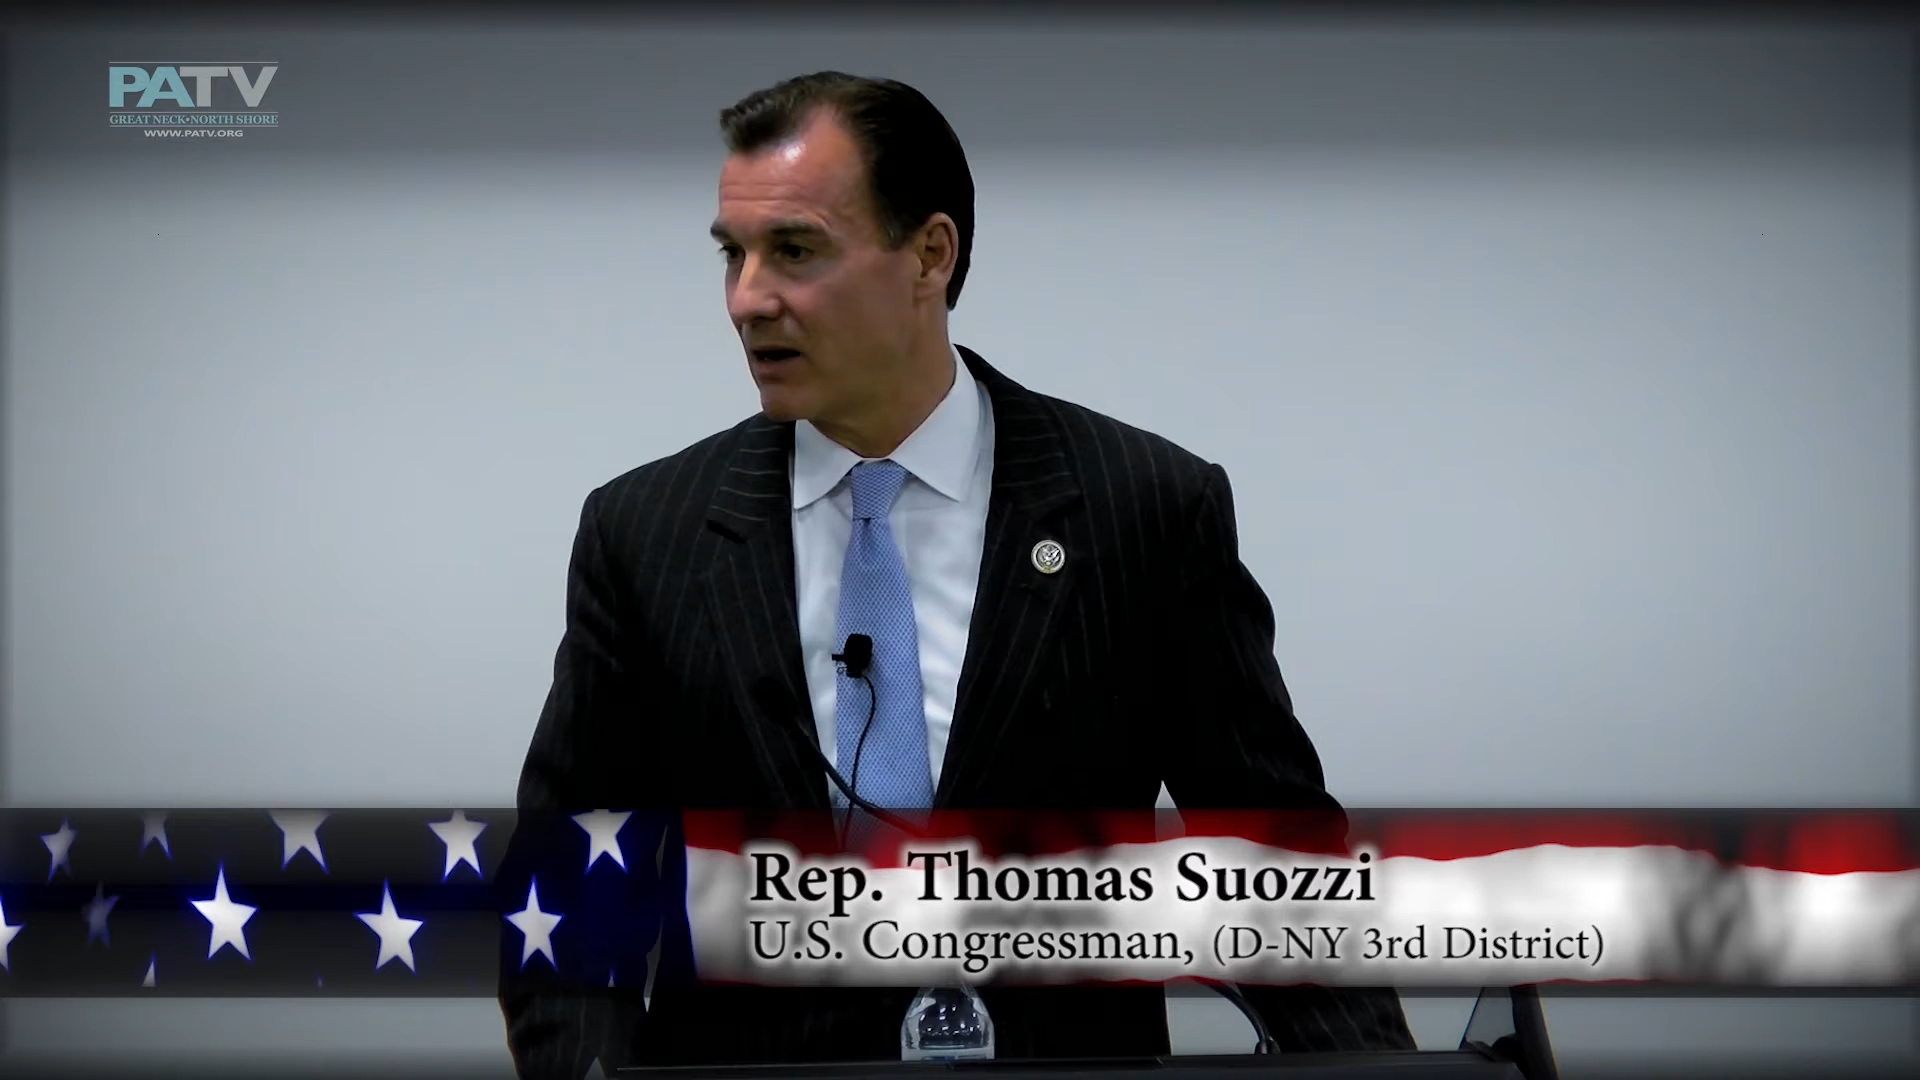 PATV
GREAT NECK•NORTH SHORE
WWW.PATV.ORG
Rep. Thomas Suozzi
U.S. Congressman, (D-NY 3rd District)